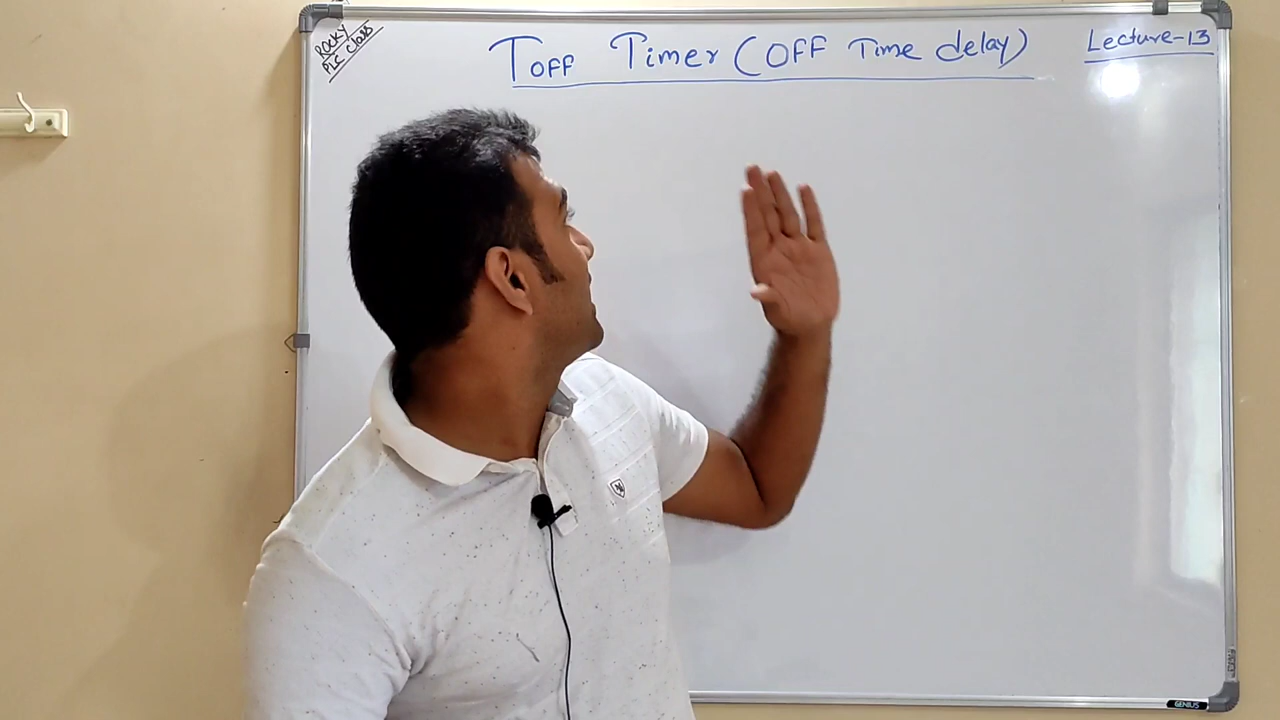 ROCKY
PLC Class
TOFF Timer (OFF Time delay)
Lecture-13
GENIUS